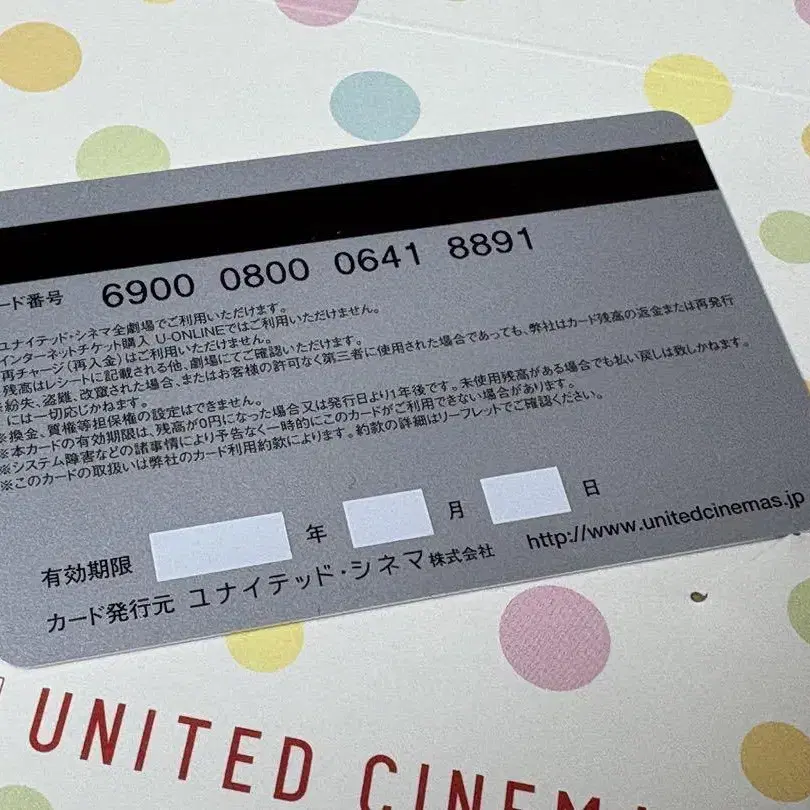 ード番号 6900 0800 0641 8891
ユナイテッド・シネマ全劇場でご利用いただけます。
インターネットチケット購入 U-ONLINEではご利用いただけません。
再チャージ(再入金)はご利用いただけません。
残高はレシートに記載される他、劇場にてご確認いただけます。
※紛失、盗難、改竄された場合、またはお客様の許可なく第三者に使用された場合であっても、弊社はカード残高の返金または再発行
には一切応じかねます。
※換金、質権等担保権の設定はできません。
※本カードの有効期限は、残高が0円になった場合又は発行日より1年後です。未使用残高がある場合でも払い戻しは致しかねます。
※システム障害などの諸事情により予告なく一時的にこのカードがご利用できない場合があります。
※このカードの取扱いは弊社のカード利用約款によります。約款の詳細はリーフレットでご確認ください。
有効期限 年 月 日
カード発行元 ユナイテッド・シネマ株式会社 http://www.unitedcinemas.jp
UNITED CINEM